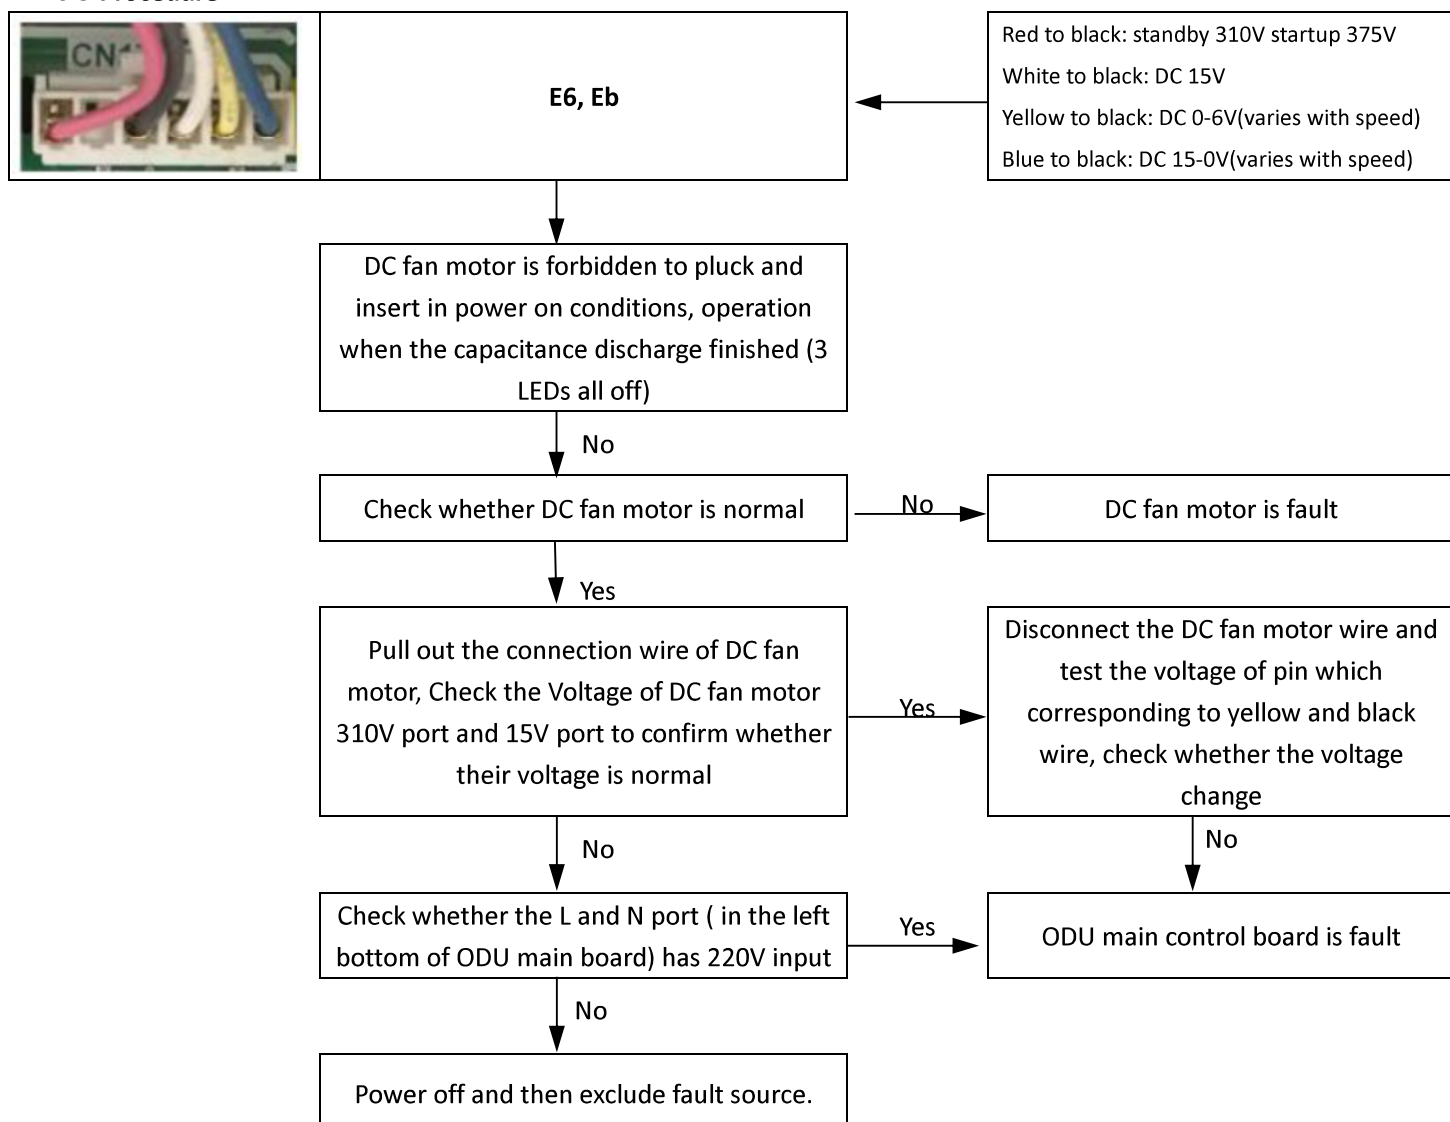 CN1
E6, Eb
Red to black: standby 310V startup 375V
White to black: DC 15V
Yellow to black: DC 0-6V(varies with speed)
Blue to black: DC 15-0V(varies with speed)
DC fan motor is forbidden to pluck and
insert in power on conditions, operation
when the capacitance discharge finished (3
LEDs all off)
No
Check whether DC fan motor is normal
No
DC fan motor is fault
Yes
Pull out the connection wire of DC fan
motor, Check the Voltage of DC fan motor
310V port and 15V port to confirm whether
their voltage is normal
Yes
Disconnect the DC fan motor wire and
test the voltage of pin which
corresponding to yellow and black
wire, check whether the voltage
change
No
No
Check whether the L and N port ( in the left
bottom of ODU main board) has 220V input
Yes
ODU main control board is fault
No
Power off and then exclude fault source.